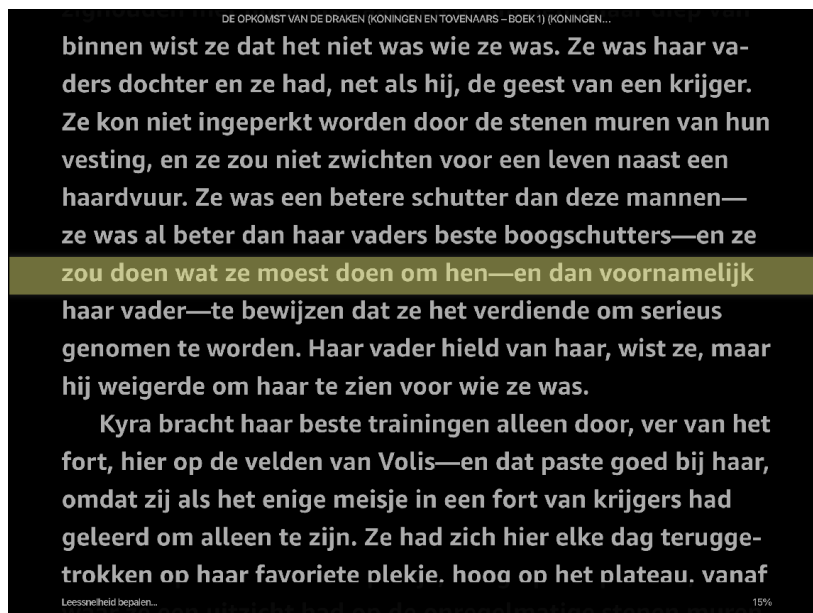 DE OPKOMST VAN DE DRAKEN (KONINGEN EN TOVENAARS – BOEK 1) (KONINGEN...
binnen wist ze dat het niet was wie ze was. Ze was haar va-
ders dochter en ze had, net als hij, de geest van een krijger.
Ze kon niet ingeperkt worden door de stenen muren van hun
vesting, en ze zou niet zwichten voor een leven naast een
haardvuur. Ze was een betere schutter dan deze mannen—
ze was al beter dan haar vaders beste boogschutters—en ze
zou doen wat ze moest doen om hen—en dan voornamelijk
haar vader—te bewijzen dat ze het verdiende om serieus
genomen te worden. Haar vader hield van haar, wist ze, maar
hij weigerde om haar te zien voor wie ze was.
Kyra bracht haar beste trainingen alleen door, ver van het
fort, hier op de velden van Volis—en dat paste goed bij haar,
omdat zij als het enige meisje in een fort van krijgers had
geleerd om alleen te zijn. Ze had zich hier elke dag terugge-
trokken op haar favoriete plekje, hoog op het plateau, vanaf
Leessnelheid bepalen... 15%